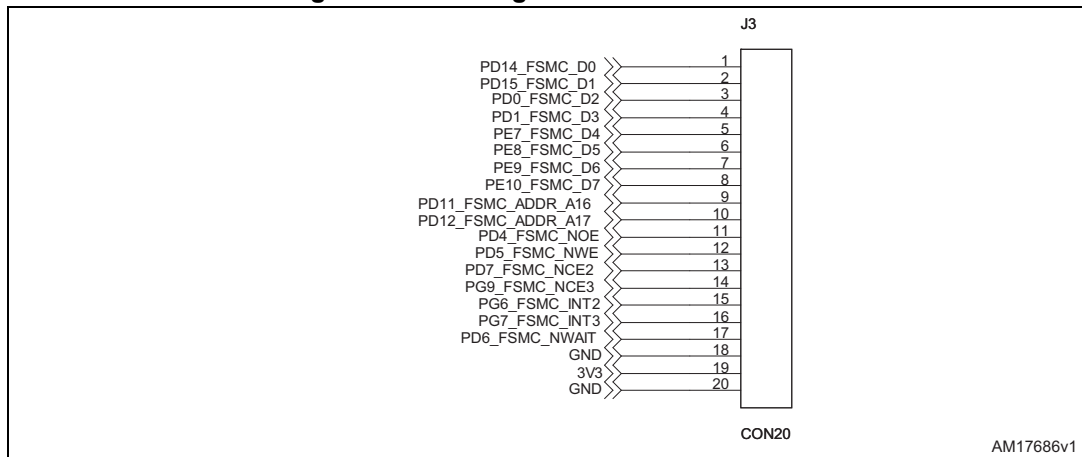 J3
PD14_FSMC_D0 1
PD15_FSMC_D1 2
PD0_FSMC_D2 3
PD1_FSMC_D3 4
PE7_FSMC_D4 5
PE8_FSMC_D5 6
PE9_FSMC_D6 7
PE10_FSMC_D7 8
PD11_FSMC_ADDR_A16 9
PD12_FSMC_ADDR_A17 10
PD4_FSMC_NOE 11
PD5_FSMC_NWE 12
PD7_FSMC_NCE2 13
PG9_FSMC_NCE3 14
PG6_FSMC_INT2 15
PG7_FSMC_INT3 16
PD6_FSMC_NWAIT 17
GND 18
3V3 19
GND 20
CON20
AM17686v1